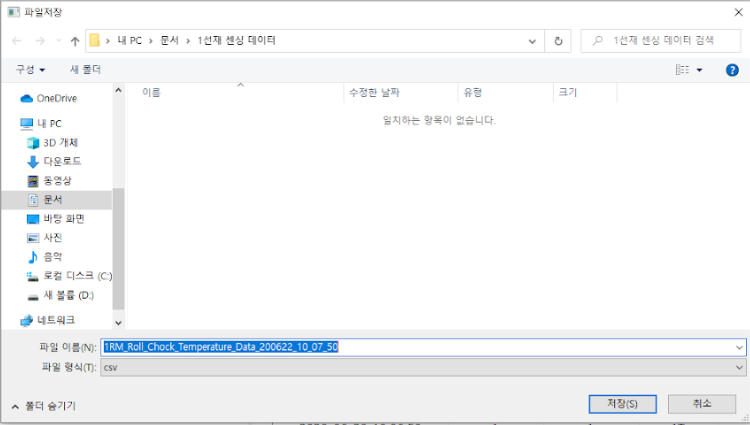 파일저장
내 PC > 문서 > 1선재 센싱 데이터
1선재 센싱 데이터 검색
구성
새 폴더
이름
수정한 날짜
유형
크기
일치하는 항목이 없습니다.
OneDrive
내 PC
3D 개체
다운로드
동영상
문서
바탕 화면
사진
음악
로컬 디스크 (C:)
새 볼륨 (D:)
네트워크
파일 이름(N):
1RM_Roll_Chock_Temperature_Data_200622_10_07_50
파일 형식(T):
csv
폴더 숨기기
저장(S)
취소